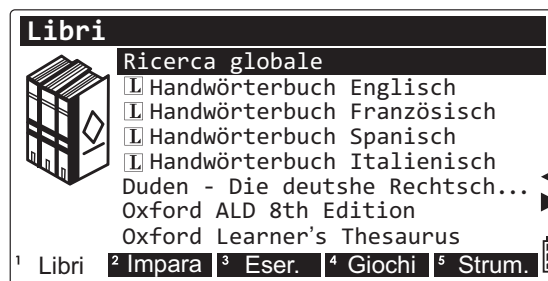 Libri
Ricerca globale
L Handwörterbuch Englisch
L Handwörterbuch Französisch
L Handwörterbuch Spanisch
L Handwörterbuch Italienisch
Duden - Die deutshe Rechtsch...
Oxford ALD 8th Edition
Oxford Learner’s Thesaurus
¹ Libri ² Impara ³ Eser. ⁴ Giochi ⁵ Strum.